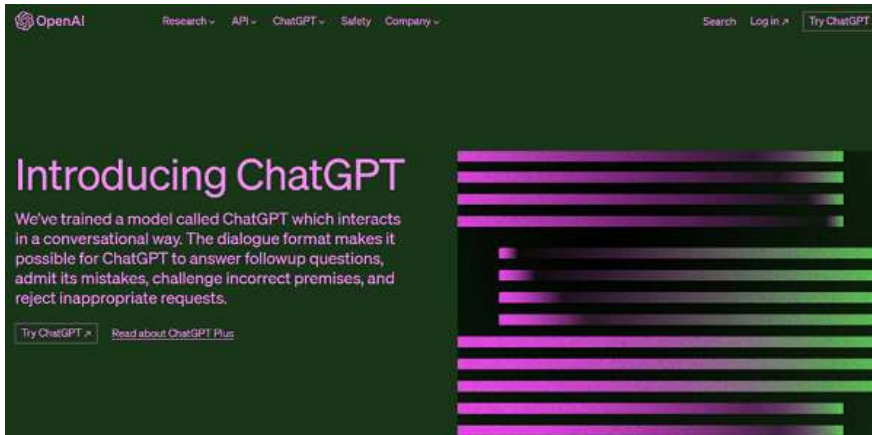 OpenAI
Research API ChatGPT Safety Company
Search Log in ↗ Try ChatGPT
Introducing ChatGPT
We've trained a model called ChatGPT which interacts
in a conversational way. The dialogue format makes it
possible for ChatGPT to answer followup questions,
admit its mistakes, challenge incorrect premises, and
reject inappropriate requests.
Try ChatGPT ↗ Read about ChatGPT Plus